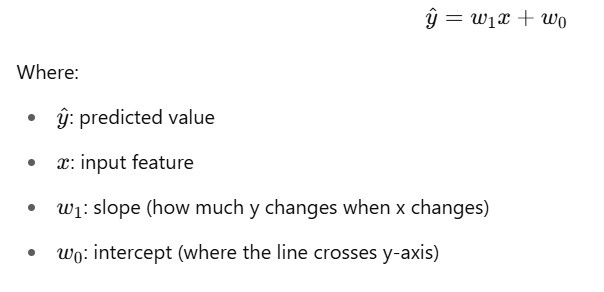 ŷ = w₁x + w₀
Where:
• ŷ: predicted value
• x: input feature
• w₁: slope (how much y changes when x changes)
• w₀: intercept (where the line crosses y-axis)